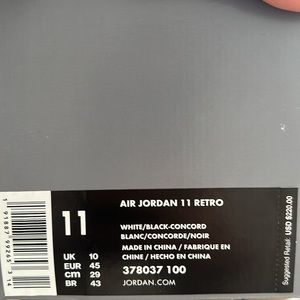 11
AIR JORDAN 11 RETRO
WHITE/BLACK-CONCORD
BLANC/CONCORDE/NOIR
MADE IN CHINA / FABRIQUE EN
CHINE / HECHO EN CHINA
UK 10
EUR 45
CM 29
BR 43
378037 100
JORDAN.COM
Suggested Retail: USD $220.00